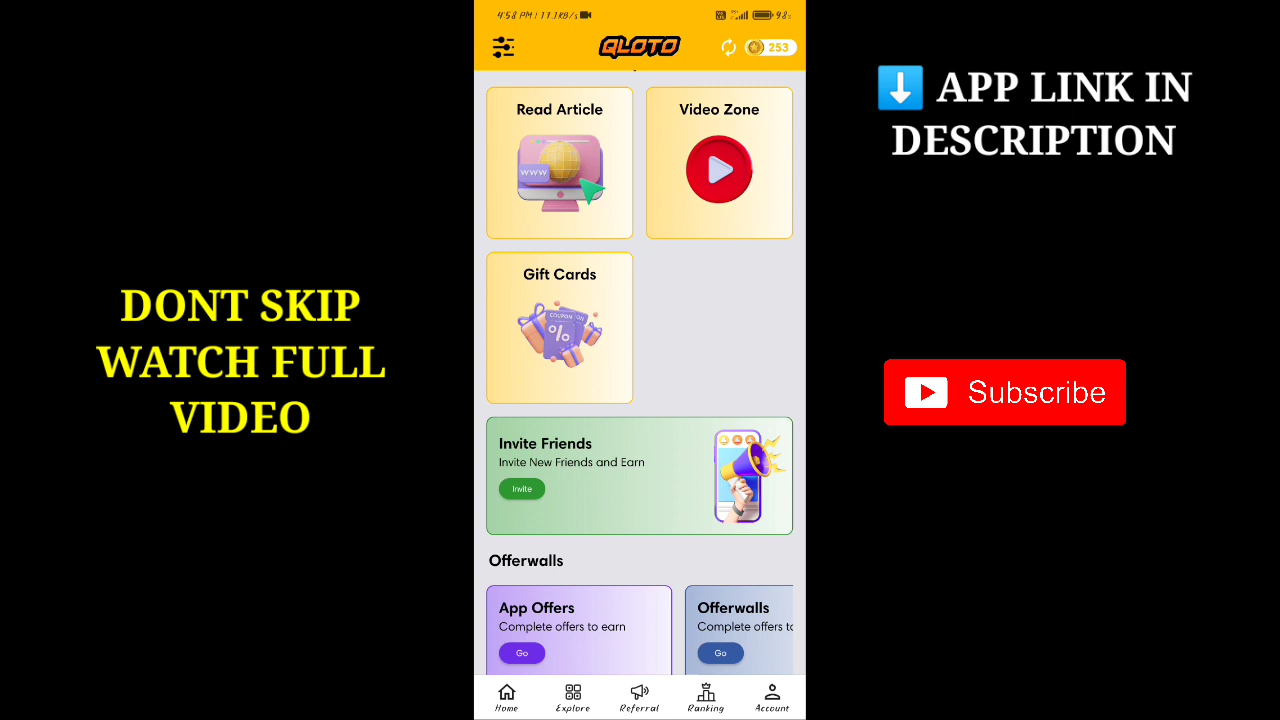 4:58 PM | 11.1KB/s
98%
QLOTO
253
Read Article
Video Zone
WWW
Gift Cards
COUPON
ON
%
Invite Friends
Invite New Friends and Earn
Invite
Offerwalls
App Offers
Complete offers to earn
Go
Offerwalls
Complete offers to
Go
Home
Explore
Referral
Ranking
Account
DONT SKIP
WATCH FULL
VIDEO
APP LINK IN
DESCRIPTION
Subscribe